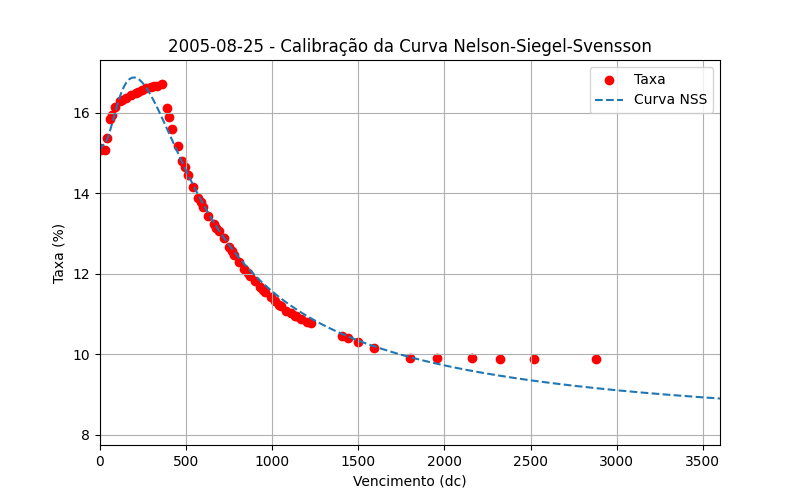 2005-08-25 - Calibração da Curva Nelson-Siegel-Svensson
Taxa
Curva NSS
Taxa (%)
16
14
12
10
8
0 500 1000 1500 2000 2500 3000 3500
Vencimento (dc)